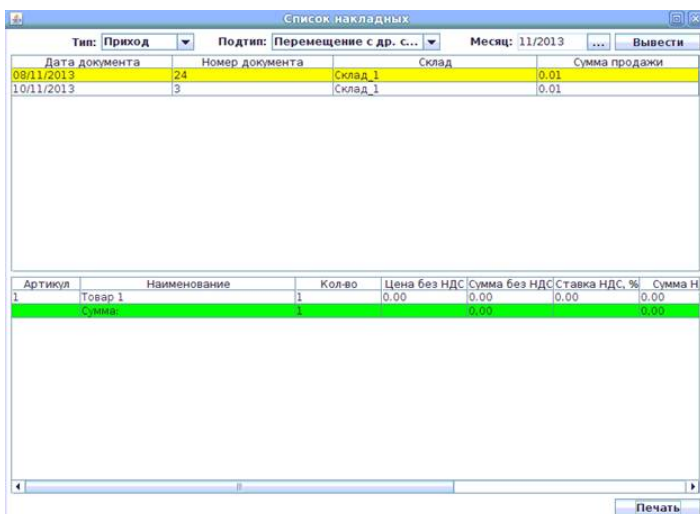 Список накладных
Тип: Приход Подтип: Перемещение с др. с... Месяц: 11/2013 ... Вывести
Дата документа Номер документа Склад Сумма продажи
08/11/2013 24 Склад_1 0.01
10/11/2013 3 Склад_1 0.01
Артикул Наименование Кол-во Цена без НДС Сумма без НДС Ставка НДС, % Сумма Н
1 Товар 1 1 0.00 0.00 0.00 0.00
Сумма: 1 0,00 0,00
Печать